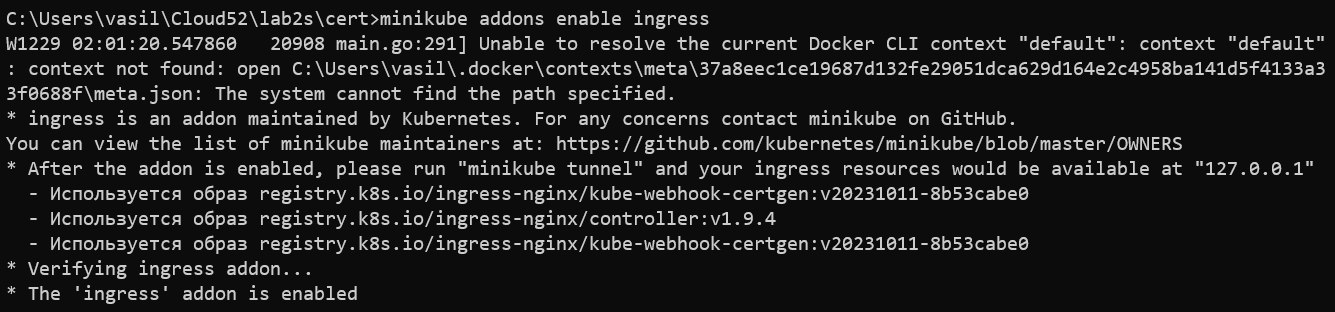 C:\Users\vasil\Cloud52\lab2s\cert>minikube addons enable ingress
W1229 02:01:20.547860   20908 main.go:291] Unable to resolve the current Docker CLI context "default": context "default"
: context not found: open C:\Users\vasil\.docker\contexts\meta\37a8eec1ce19687d132fe29051dca629d164e2c4958ba141d5f4133a3
3f0688f\meta.json: The system cannot find the path specified.
* ingress is an addon maintained by Kubernetes. For any concerns contact minikube on GitHub.
You can view the list of minikube maintainers at: https://github.com/kubernetes/minikube/blob/master/OWNERS
* After the addon is enabled, please run "minikube tunnel" and your ingress resources would be available at "127.0.0.1"
  - Используется образ registry.k8s.io/ingress-nginx/kube-webhook-certgen:v20231011-8b53cabe0
  - Используется образ registry.k8s.io/ingress-nginx/controller:v1.9.4
  - Используется образ registry.k8s.io/ingress-nginx/kube-webhook-certgen:v20231011-8b53cabe0
* Verifying ingress addon...
* The 'ingress' addon is enabled